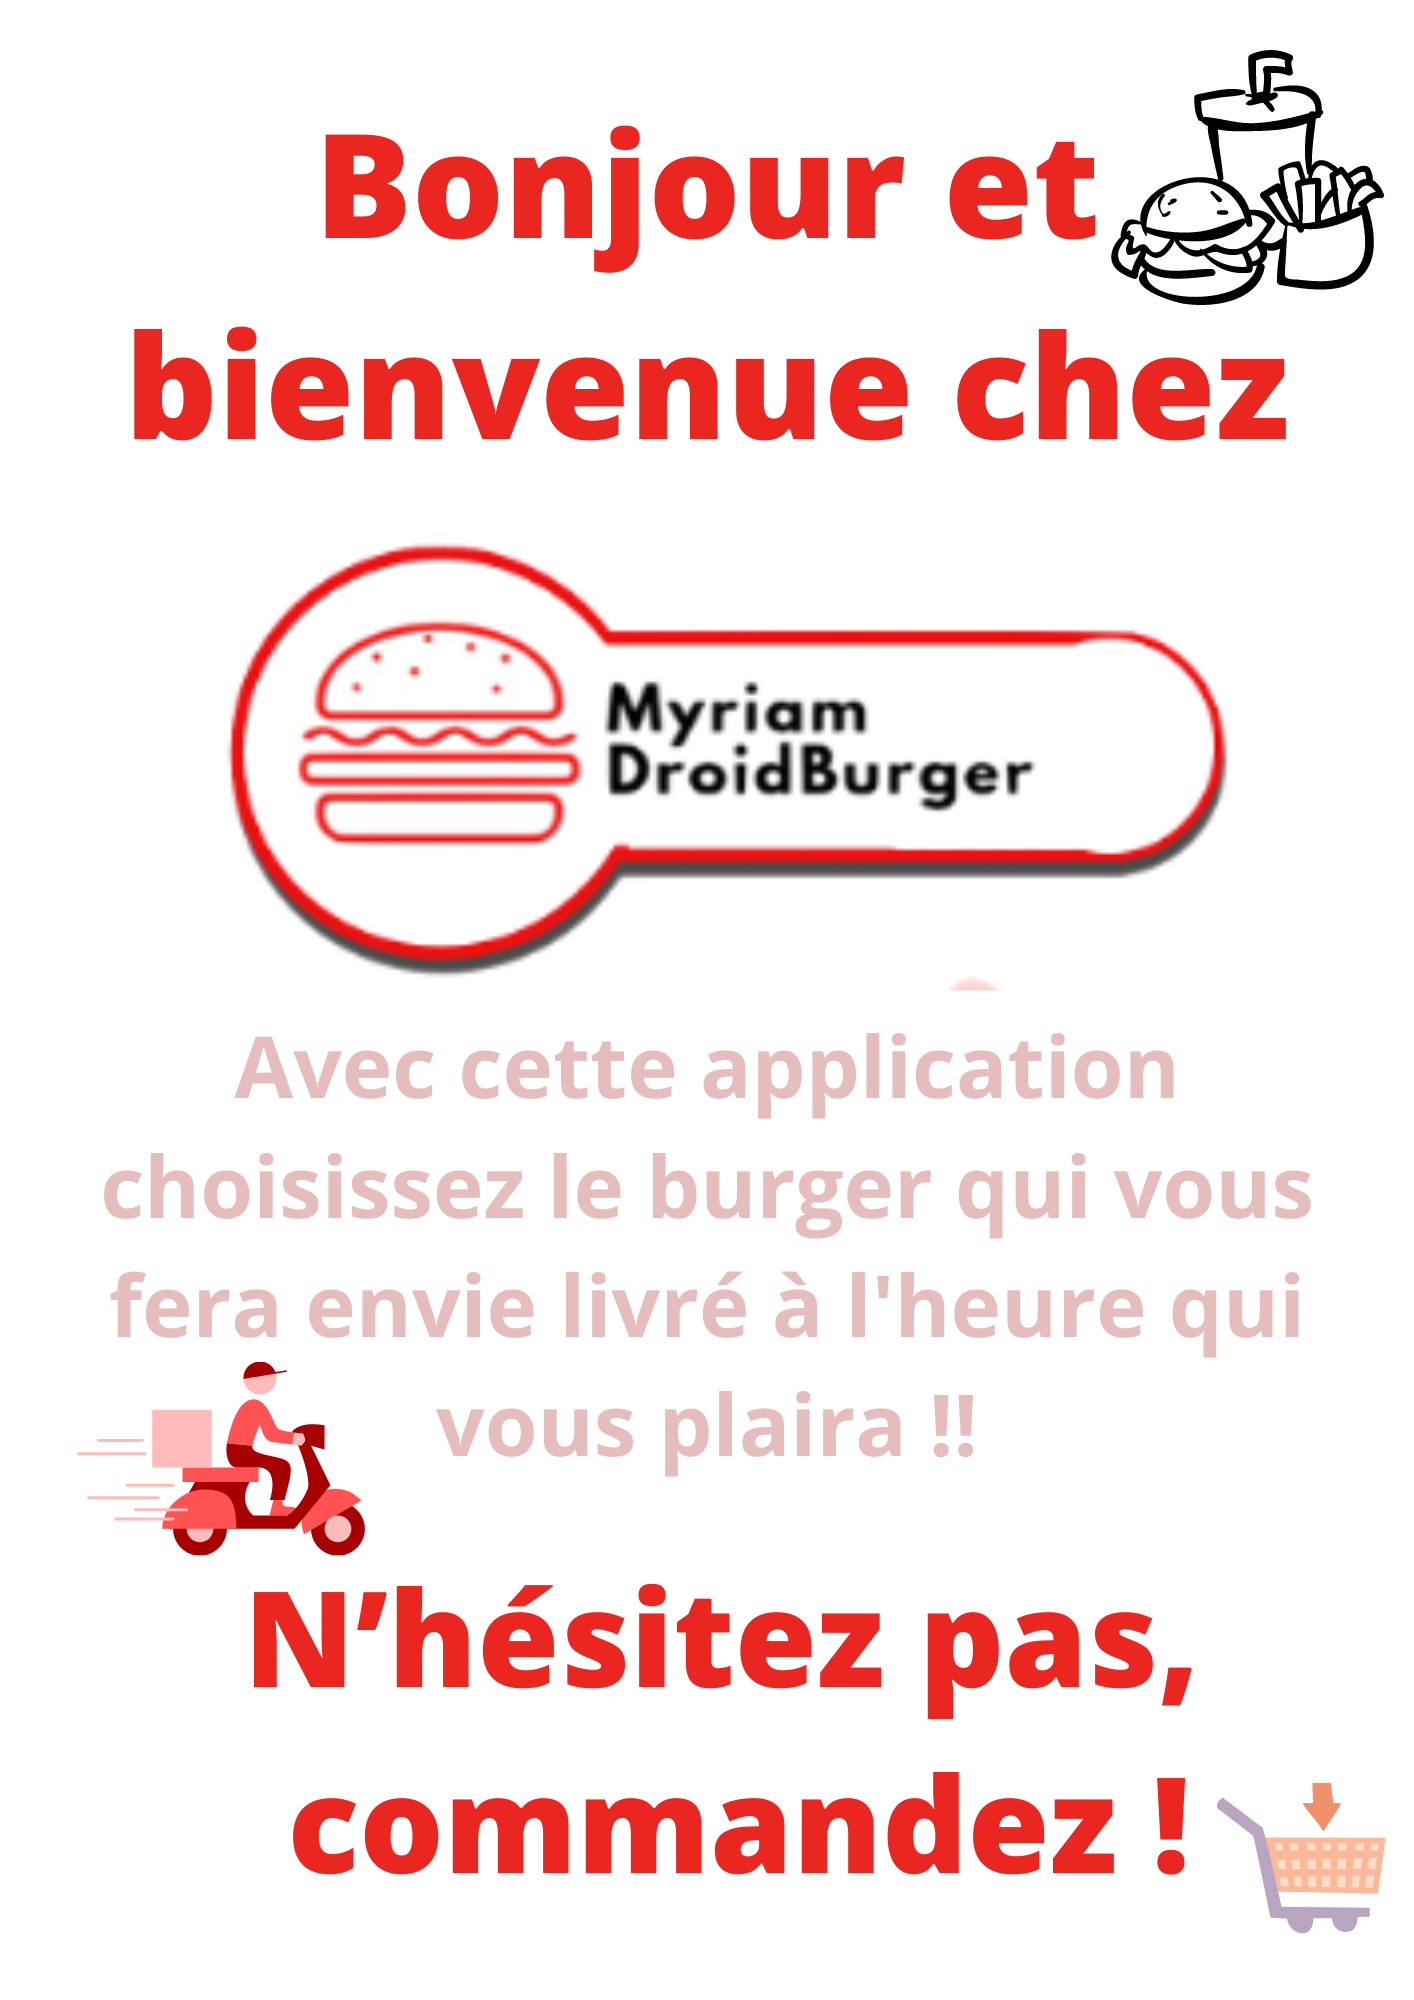 Bonjour et
bienvenue chez
Myriam
DroidBurger
Avec cette application
choisissez le burger qui vous
fera envie livré à l'heure qui
vous plaira !!
N’hésitez pas,
commandez !